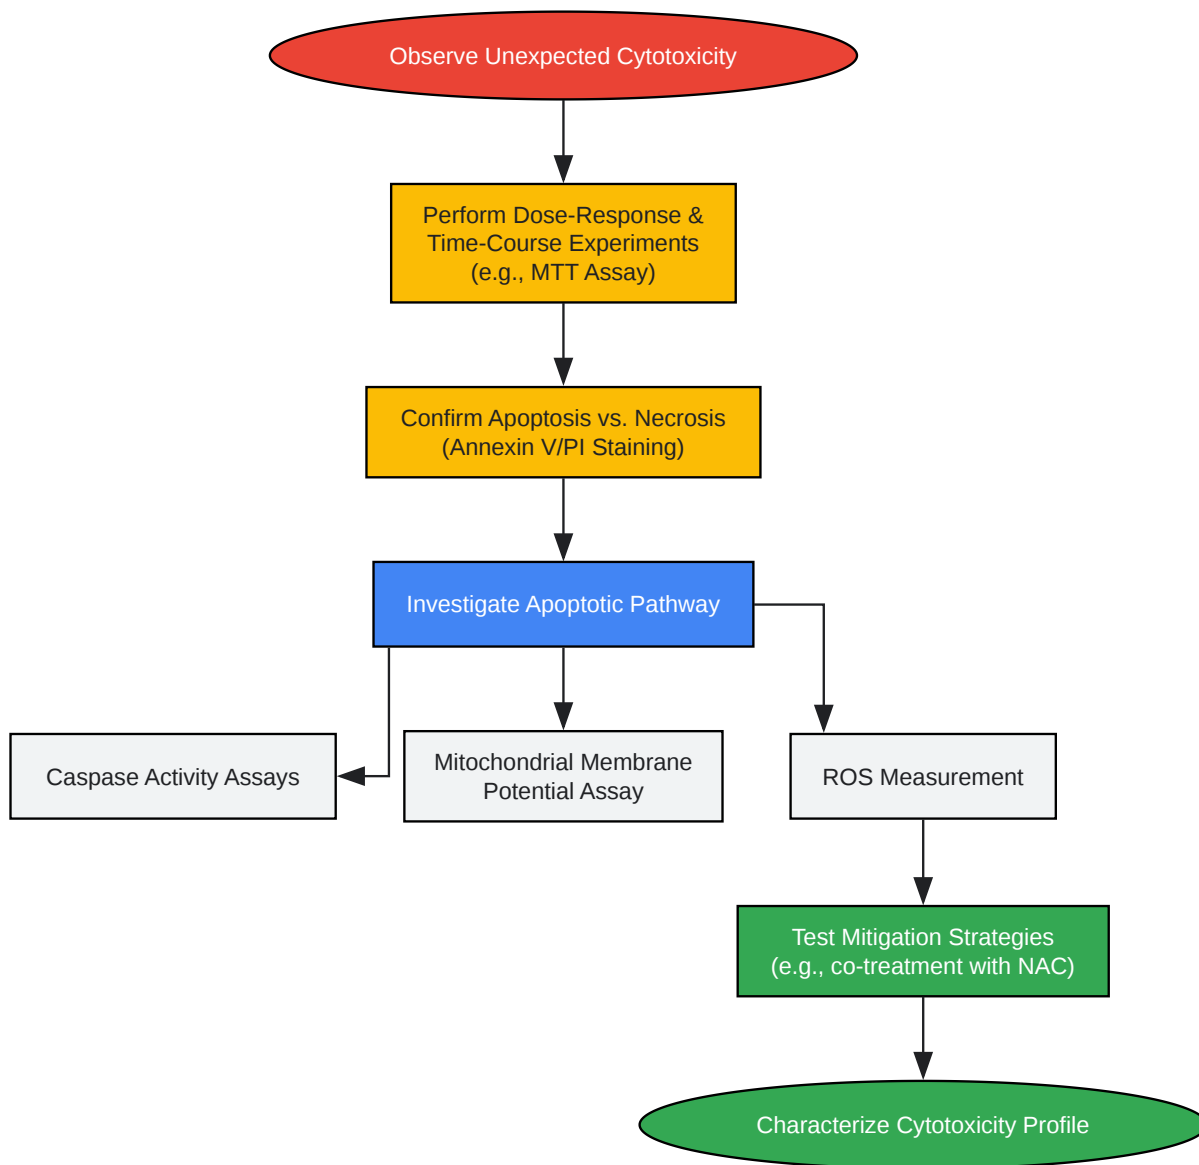 Observe Unexpected Cytotoxicity
Perform Dose-Response &
Time-Course Experiments
(e.g., MTT Assay)
Confirm Apoptosis vs. Necrosis
(Annexin V/PI Staining)
Investigate Apoptotic Pathway
Caspase Activity Assays
Mitochondrial Membrane
Potential Assay
ROS Measurement
Test Mitigation Strategies
(e.g., co-treatment with NAC)
Characterize Cytotoxicity Profile